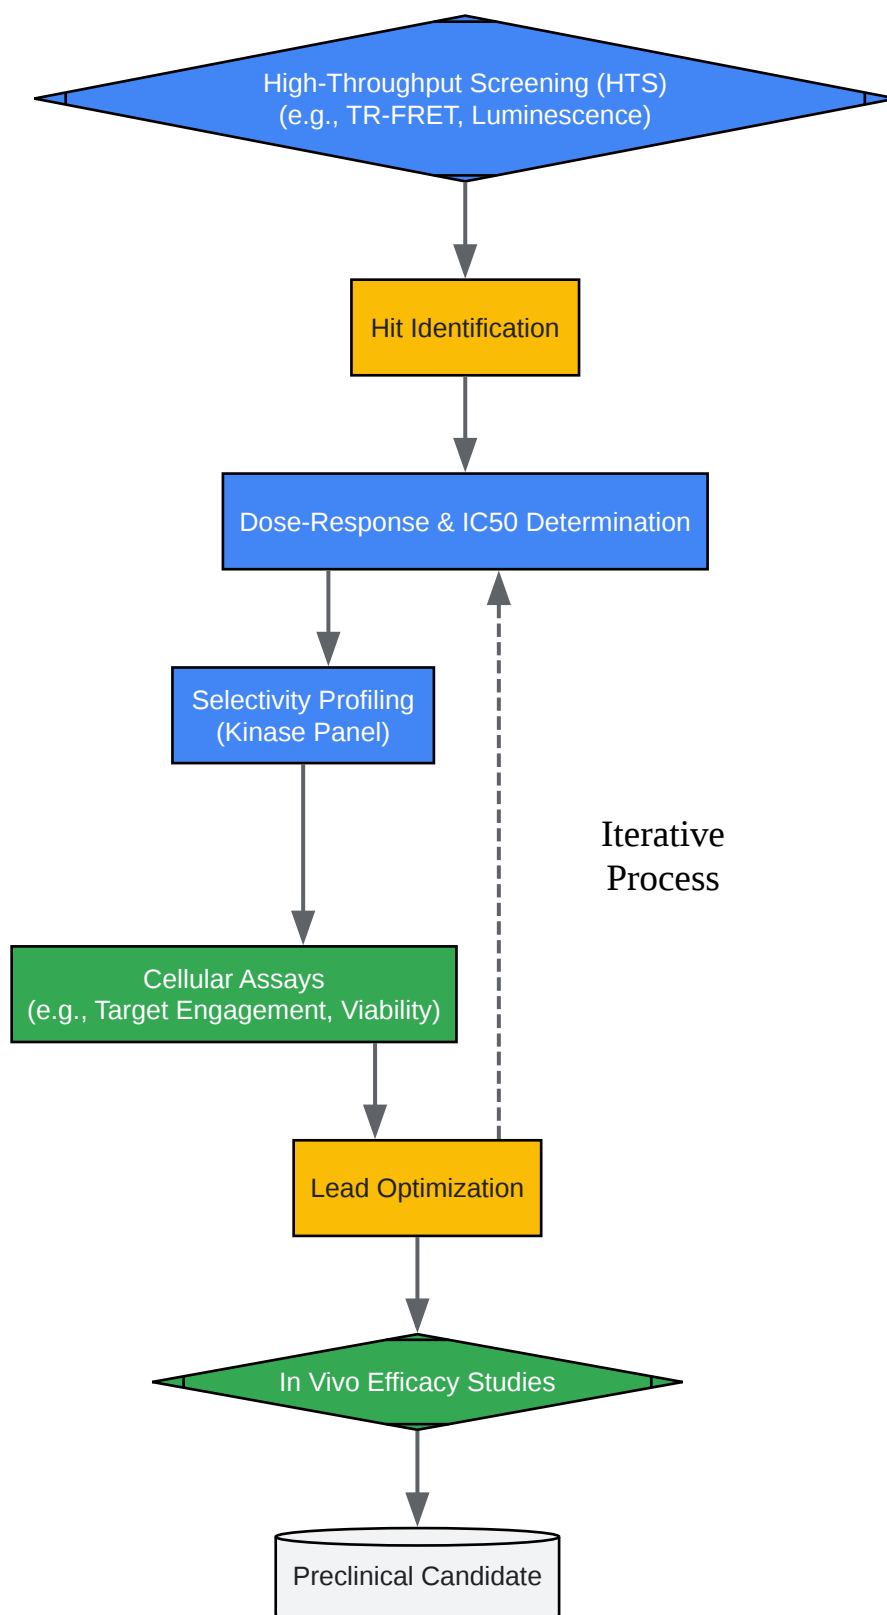 High-Throughput Screening (HTS)
(e.g., TR-FRET, Luminescence)
Hit Identification
Dose-Response & IC50 Determination
Selectivity Profiling
(Kinase Panel)
Iterative
Process
Cellular Assays
(e.g., Target Engagement, Viability)
Lead Optimization
In Vivo Efficacy Studies
Preclinical Candidate